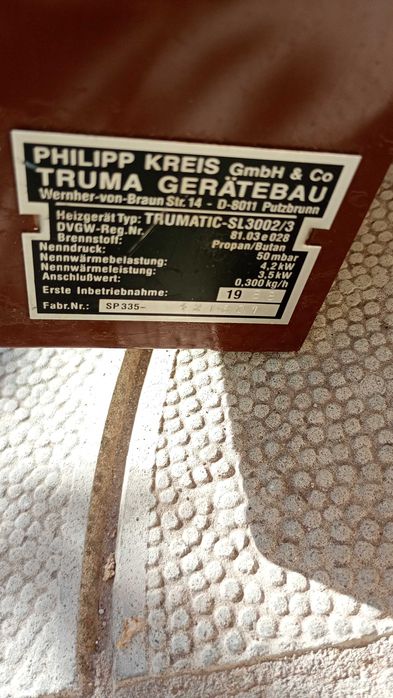 PHILIPP KREIS GmbH & Co
TRUMA GERÄTEBAU
Wernher-von-Braun Str. 14 - D-8011 Putzbrunn
Heizgerät Typ: TRUMATIC-SL3002/3
DVGW-Reg.Nr. 81.03 e 028
Brennstoff: Propan/Butan
Nenndruck: 50 mbar
Nennwärmebelastung: 4,2 kW
Nennwärmeleistung: 3,5 kW
Anschlußwert: 0,300 kg/h
Erste Inbetriebnahme: 19
Fabr.Nr.: SP 335-